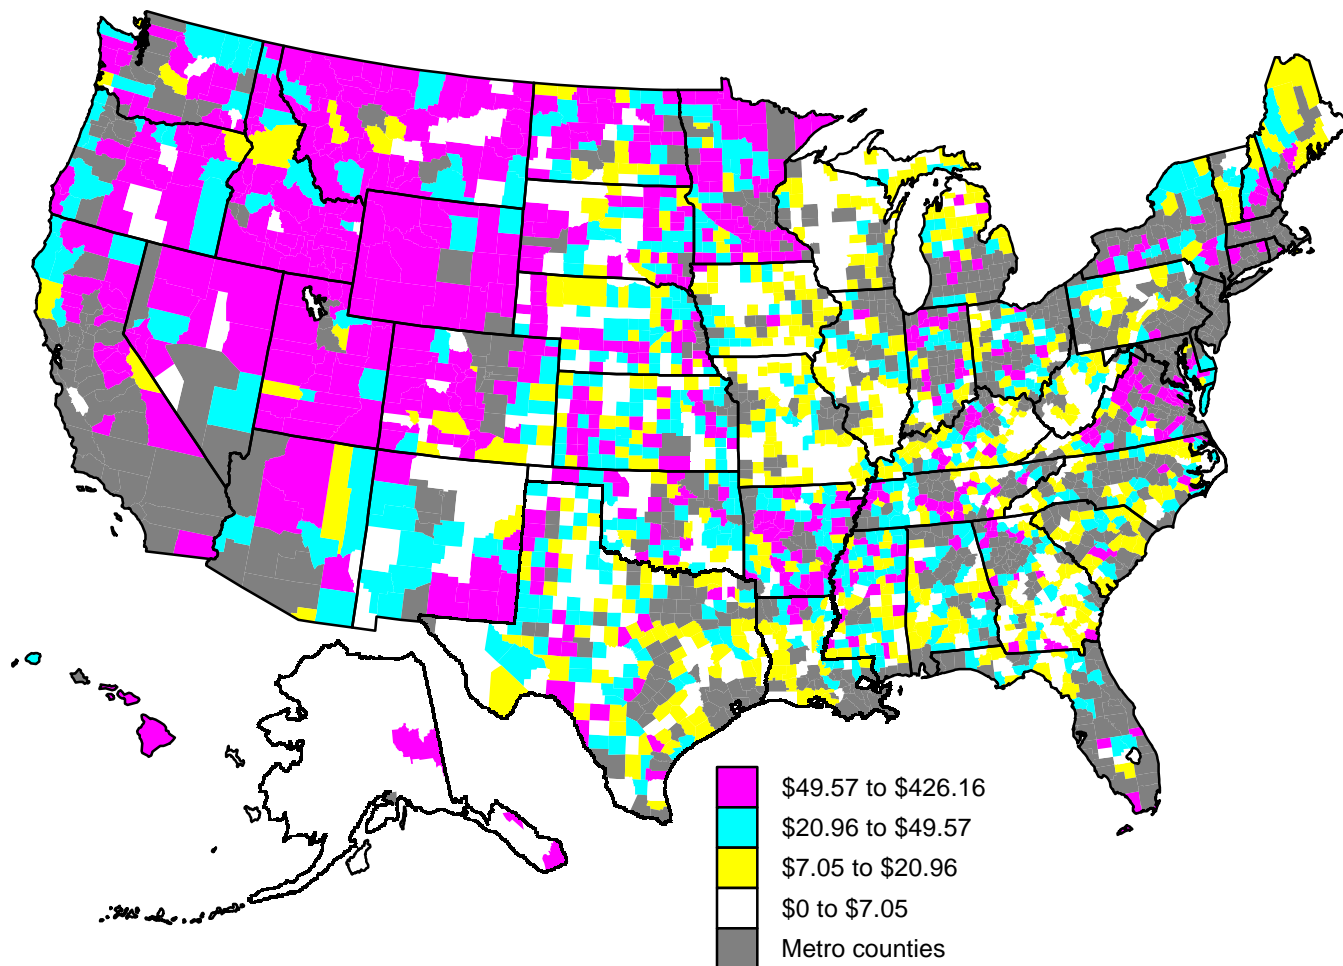 $49.57 to $426.16
$20.96 to $49.57
$7.05 to $20.96
$0 to $7.05
Metro counties